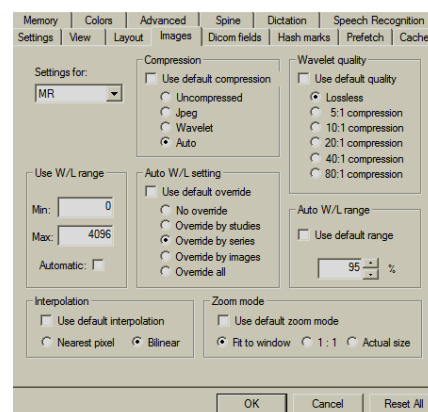 Memory Colors Advanced Spine Dictation Speech Recognition
Settings View Layout Images Dicom fields Hash marks Prefetch Cache
Settings for:
MR
Compression
Use default compression
Uncompressed
Jpeg
Wavelet
Auto
Wavelet quality
Use default quality
Lossless
5:1 compression
10:1 compression
20:1 compression
40:1 compression
80:1 compression
Use W/L range
Min: 0
Max: 4096
Automatic:
Auto W/L setting
Use default override
No override
Override by studies
Override by series
Override by images
Override all
Auto W/L range
Use default range
95 %
Interpolation
Use default interpolation
Nearest pixel Bilinear
Zoom mode
Use default zoom mode
Fit to window 1 : 1 Actual size
OK Cancel Reset All